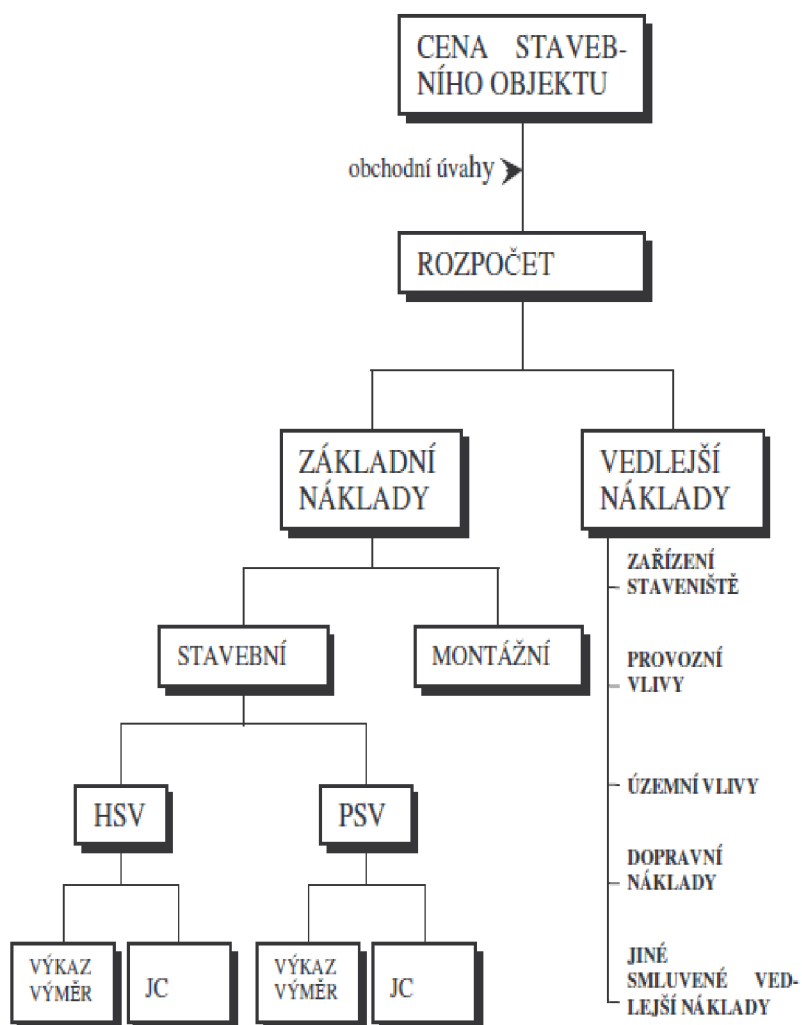 CENA STAVEB-
NÍHO OBJEKTU
obchodní úvahy
ROZPOČET
ZÁKLADNÍ
NÁKLADY
VEDLEJŠÍ
NÁKLADY
ZAŘÍZENÍ
STAVENIŠTĚ
STAVEBNÍ
MONTÁŽNÍ
PROVOZNÍ
VLIVY
ÚZEMNÍ VLIVY
HSV
PSV
DOPRAVNÍ
NÁKLADY
VÝKAZ
VÝMĚR
JC
VÝKAZ
VÝMĚR
JC
JINÉ
SMLUVENÉ VED-
LEJŠÍ NÁKLADY